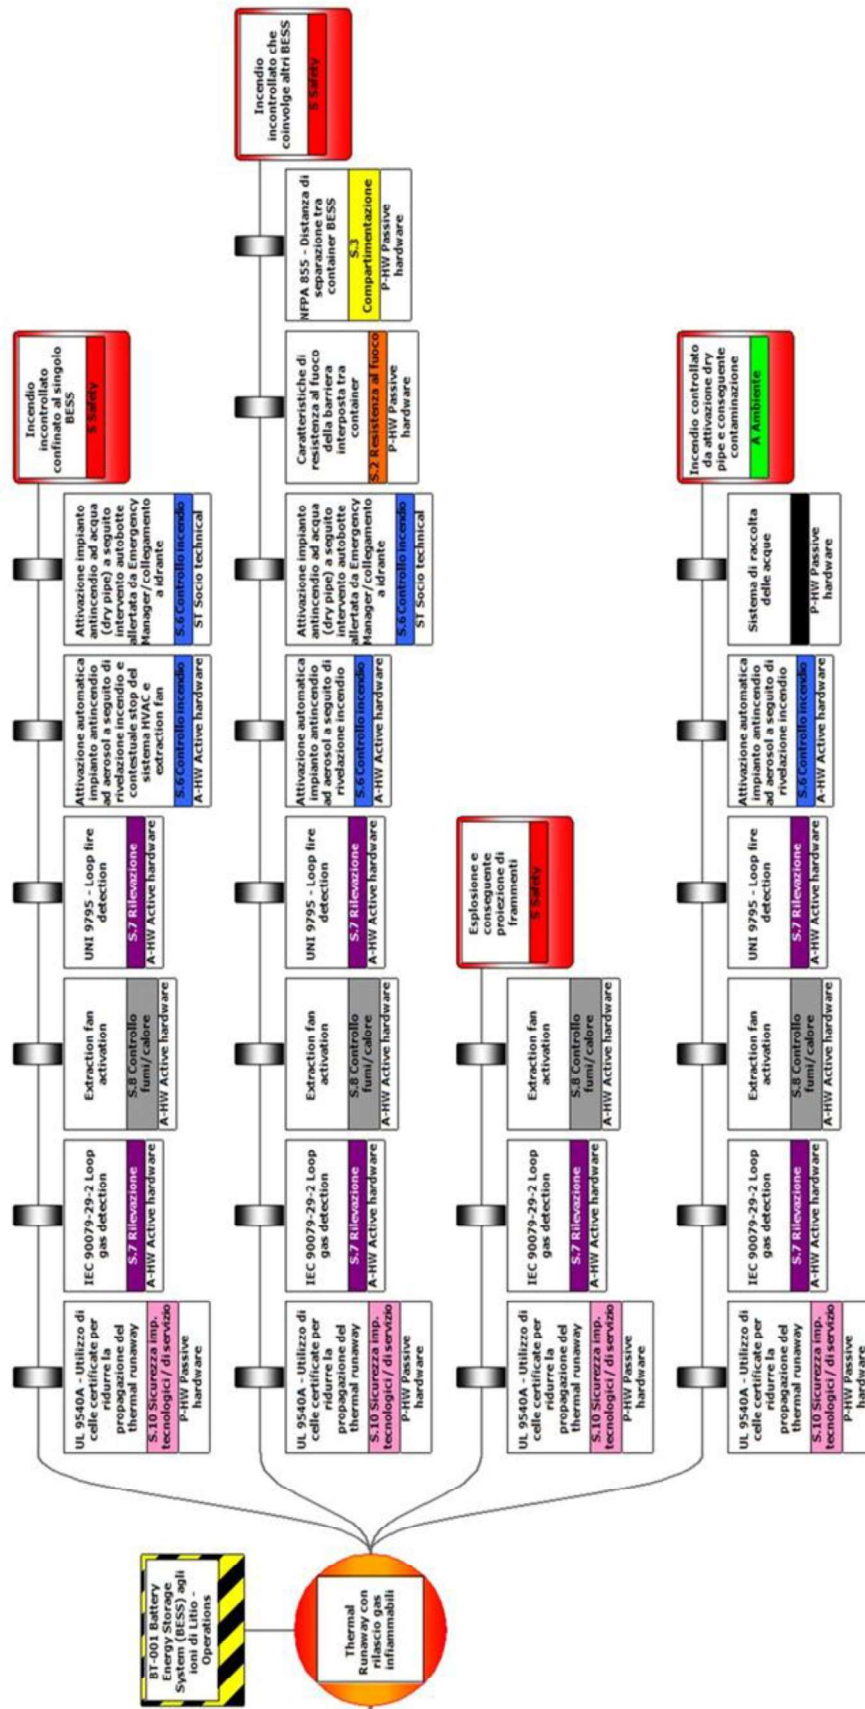 BT-001 Battery
Energy Storage
System (BESS) agli
ioni di Litio -
Operations
Thermal
Runaway con
rilascio gas
infiammabili
UL 9540A - Utilizzo di
celle certificate per
ridurre la
propagazione del
thermal runaway
S.10 Sicurezza imp.
tecnologici/ di servizio
P-HW Passive
hardware
IEC 90079-29-2 Loop
gas detection
S.7 Rilevazione
A-HW Active hardware
Extraction fan
activation
S.8 Controllo
fumi/calore
A-HW Active hardware
UNI 9795 - Loop fire
detection
S.7 Rilevazione
A-HW Active hardware
Attivazione automatica
impianto antincendio
ad aerosol a seguito di
rivelazione incendio e
contestuale stop del
sistema HVAC e
extraction fan
S.6 Controllo incendio
A-HW Active hardware
Attivazione impianto
antincendio ad acqua
(dry pipe) a seguito
intervento autobotte
allertata da Emergency
Manager/collegamento
a idrante
S.6 Controllo incendio
ST Socio technical
Incendio
incontrollato
confinato al singolo
BESS
S Safety
UL 9540A - Utilizzo di
celle certificate per
ridurre la
propagazione del
thermal runaway
S.10 Sicurezza imp.
tecnologici/ di servizio
P-HW Passive
hardware
IEC 90079-29-2 Loop
gas detection
S.7 Rilevazione
A-HW Active hardware
Extraction fan
activation
S.8 Controllo
fumi/calore
A-HW Active hardware
UNI 9795 - Loop fire
detection
S.7 Rilevazione
A-HW Active hardware
Attivazione automatica
impianto antincendio
ad aerosol a seguito di
rivelazione incendio
S.6 Controllo incendio
A-HW Active hardware
Attivazione impianto
antincendio ad acqua
(dry pipe) a seguito
intervento autobotte
allertata da Emergency
Manager/collegamento
a idrante
S.6 Controllo incendio
ST Socio technical
Caratteristiche di
resistenza al fuoco
della barriera
interposta tra
container
S.2 Resistenza al fuoco
P-HW Passive
hardware
NFPA 855 - Distanza di
separazione tra
container BESS
S.3
Compartimentazione
P-HW Passive
hardware
Incendio
incontrollato che
coinvolge altri BESS
S Safety
UL 9540A - Utilizzo di
celle certificate per
ridurre la
propagazione del
thermal runaway
S.10 Sicurezza imp.
tecnologici/ di servizio
P-HW Passive
hardware
IEC 90079-29-2 Loop
gas detection
S.7 Rilevazione
A-HW Active hardware
Extraction fan
activation
S.8 Controllo
fumi/calore
A-HW Active hardware
Esplosione e
conseguente
proiezione di
frammenti
S Safety
UL 9540A - Utilizzo di
celle certificate per
ridurre la
propagazione del
thermal runaway
S.10 Sicurezza imp.
tecnologici/ di servizio
P-HW Passive
hardware
IEC 90079-29-2 Loop
gas detection
S.7 Rilevazione
A-HW Active hardware
Extraction fan
activation
S.8 Controllo
fumi/calore
A-HW Active hardware
UNI 9795 - Loop fire
detection
S.7 Rilevazione
A-HW Active hardware
Attivazione automatica
impianto antincendio
ad aerosol a seguito di
rilevazione incendio
S.6 Controllo incendio
A-HW Active hardware
Sistema di raccolta
delle acque
P-HW Passive
hardware
Incendio controllato
da attivazione dry
pipe e conseguente
contaminazione
A Ambiente